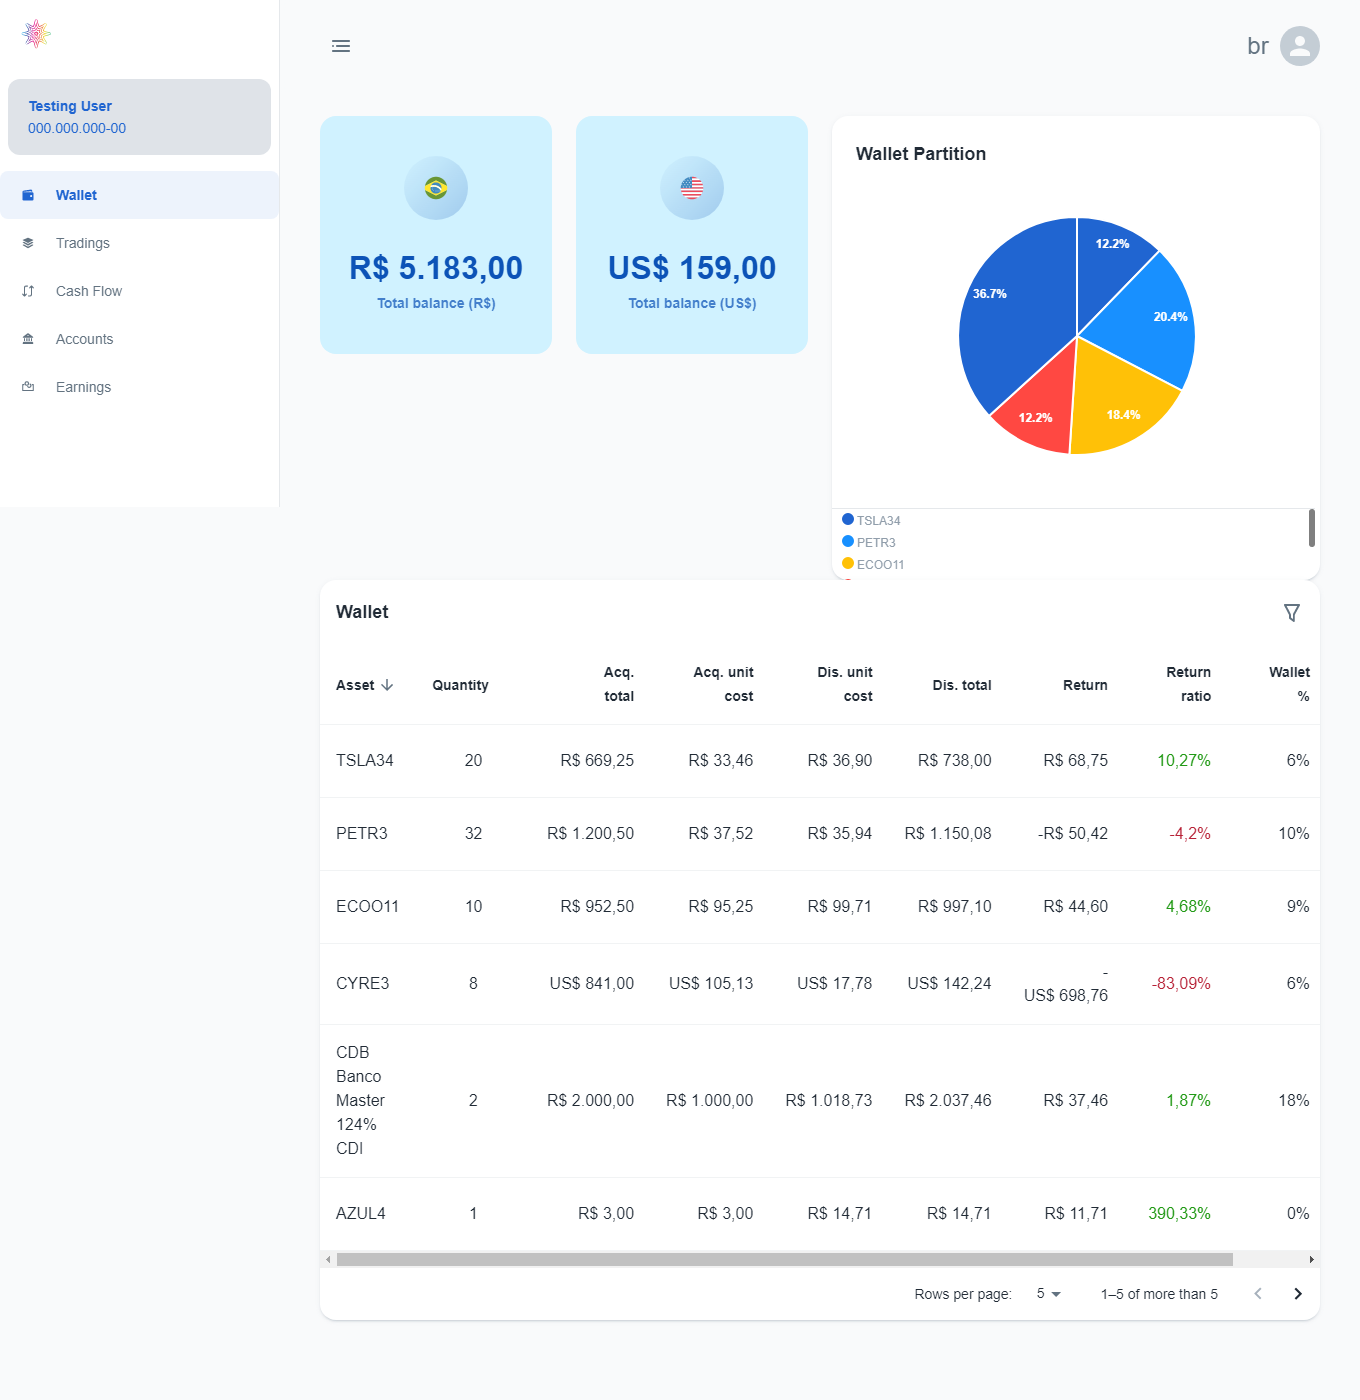 br
Testing User
000.000.000-00
Wallet
Tradings
Cash Flow
Accounts
Earnings
R$ 5.183,00
Total balance (R$)
US$ 159,00
Total balance (US$)
Wallet Partition
12.2%
20.4%
18.4%
12.2%
36.7%
TSLA34
PETR3
ECOO11
Wallet
Asset Quantity Acq. total Acq. unit cost Dis. unit cost Dis. total Return Return ratio Wallet %
TSLA34 20 R$ 669,25 R$ 33,46 R$ 36,90 R$ 738,00 R$ 68,75 10,27% 6%
PETR3 32 R$ 1.200,50 R$ 37,52 R$ 35,94 R$ 1.150,08 -R$ 50,42 -4,2% 10%
ECOO11 10 R$ 952,50 R$ 95,25 R$ 99,71 R$ 997,10 R$ 44,60 4,68% 9%
CYRE3 8 US$ 841,00 US$ 105,13 US$ 17,78 US$ 142,24 -US$ 698,76 -83,09% 6%
CDB Banco Master 124% CDI 2 R$ 2.000,00 R$ 1.000,00 R$ 1.018,73 R$ 2.037,46 R$ 37,46 1,87% 18%
AZUL4 1 R$ 3,00 R$ 3,00 R$ 14,71 R$ 14,71 R$ 11,71 390,33% 0%
Rows per page: 5 1–5 of more than 5